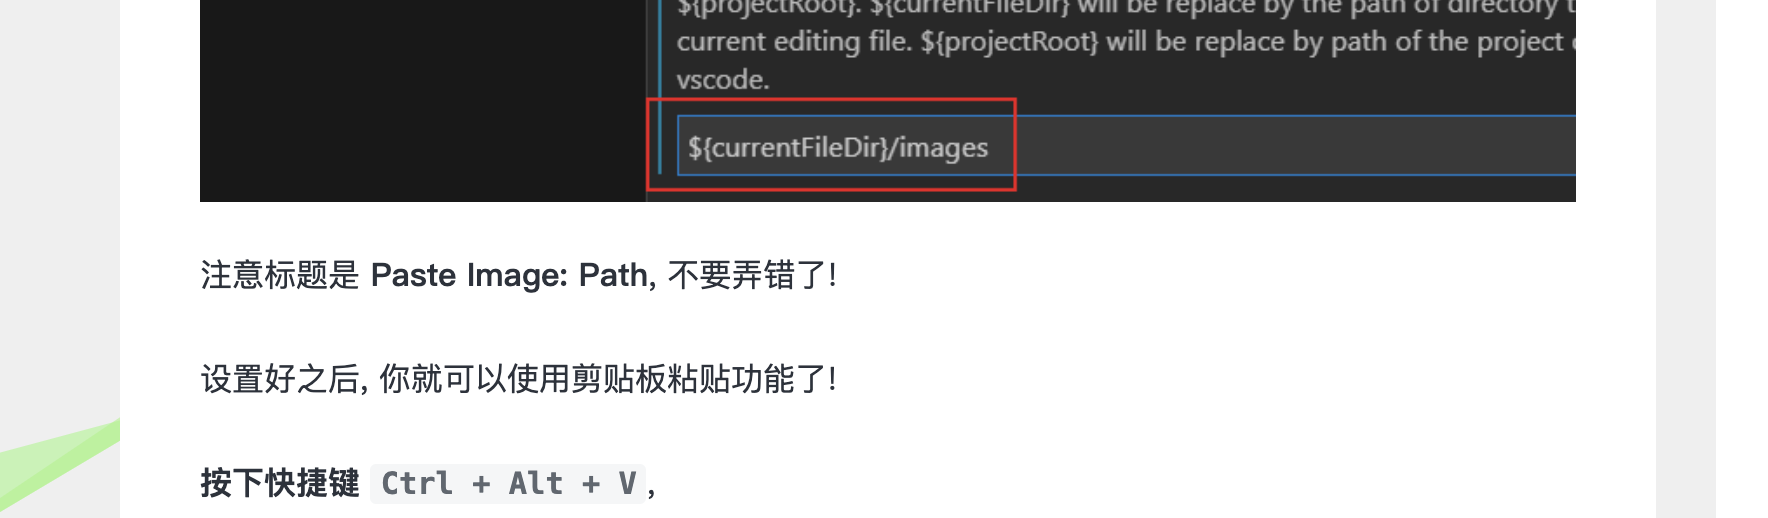 ${projectRoot}. ${currentFileDir} will be replace by the path of directory t
current editing file. ${projectRoot} will be replace by path of the project
vscode.
${currentFileDir}/images
注意标题是 Paste Image: Path, 不要弄错了!
设置好之后, 你就可以使用剪贴板粘贴功能了!
按下快捷键 Ctrl + Alt + V,